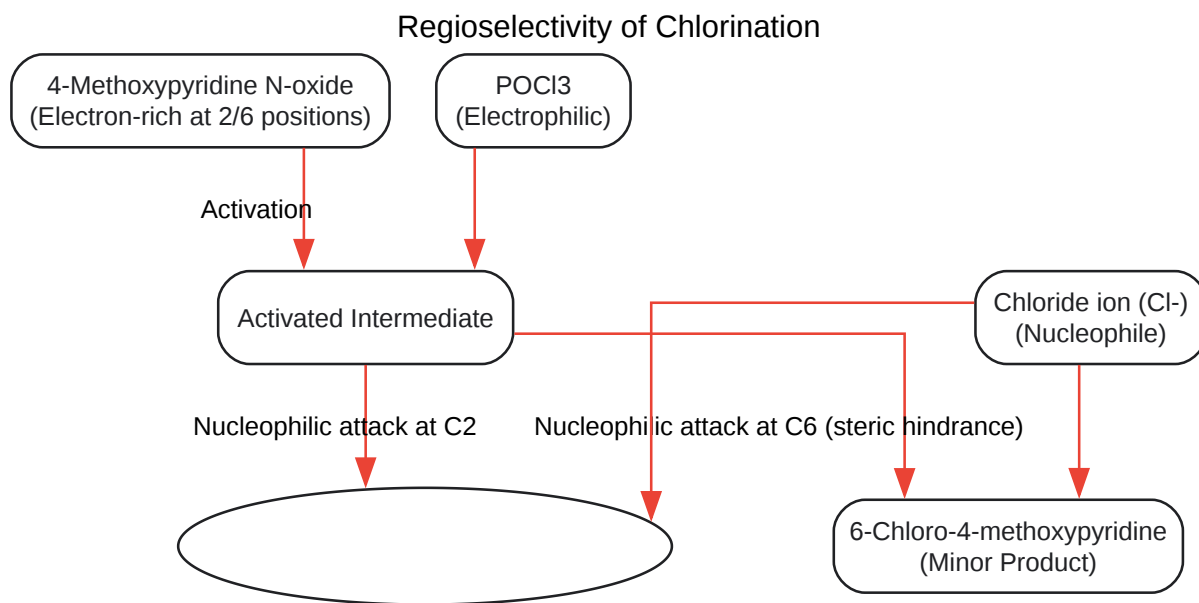 Regioselectivity of Chlorination
4-Methoxypyridine N-oxide
(Electron-rich at 2/6 positions)
POCl3
(Electrophilic)
Activation
Activated Intermediate
Chloride ion (Cl-)
(Nucleophile)
Nucleophilic attack at C2
Nucleophilic attack at C6 (steric hindrance)
6-Chloro-4-methoxypyridine
(Minor Product)